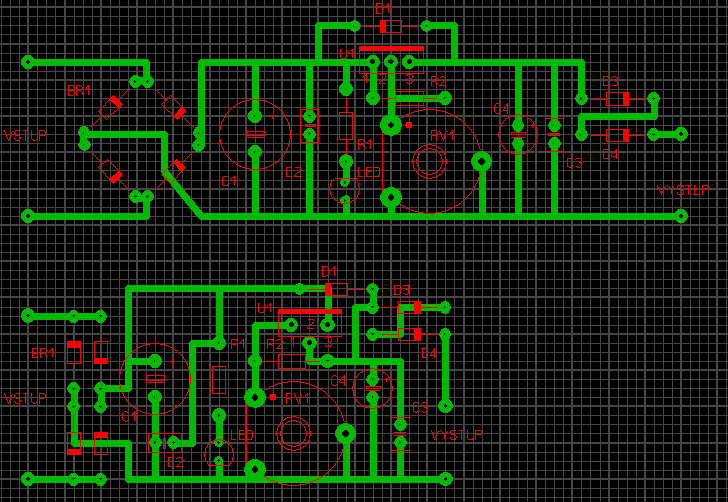 D1
U1
1 2 3
R2
D3
BR1
C4
VSTUP
RV1
R1
D4
C3
D2
LED
C1
VYSTUP
D1
D3
U1
2
3
R1
R2
BR1
D4
C4
VSTUP
RV1
C3
C1
LED
VYSTUP
D2